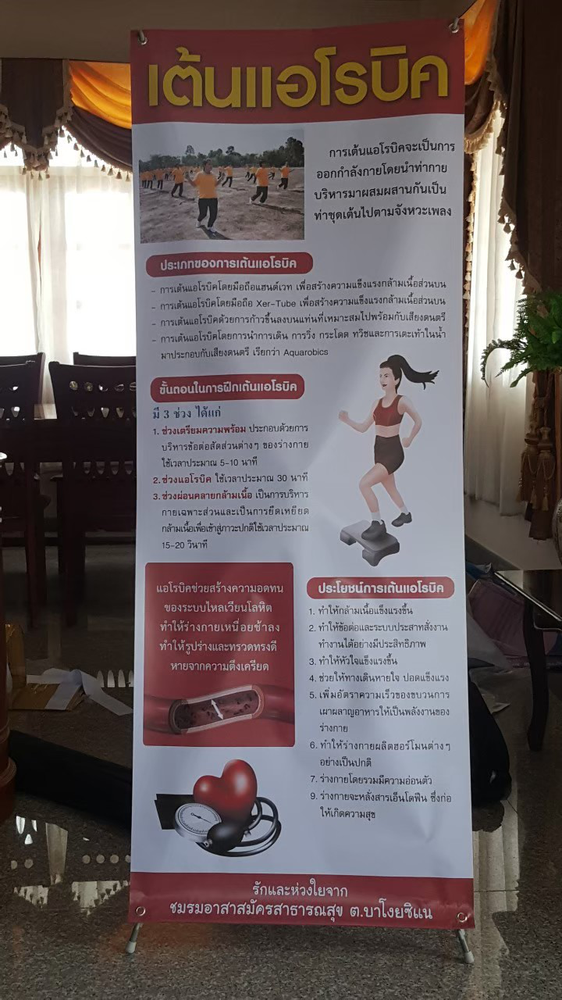 เต้นแอโรบิค
การเต้นแอโรบิคจะเป็นการ
ออกกำลังกายโดยนำท่ากาย
บริหารมาผสมผสานกันเป็น
ท่าชุดเต้นไปตามจังหวะเพลง
ประเภทของการเต้นแอโรบิค
- การเต้นแอโรบิคโดยมือถือแฮนด์เวท เพื่อสร้างความแข็งแรงกล้ามเนื้อส่วนบน
- การเต้นแอโรบิคโดยมือถือ Xer-Tube เพื่อสร้างความแข็งแรงกล้ามเนื้อส่วนบน
- การเต้นแอโรบิคด้วยการก้าวขึ้นลงบนแท่นที่เหมาะสมไปพร้อมกับเสียงดนตรี
- การเต้นแอโรบิคโดยการนำการเดิน การวิ่ง กระโดด ทวิชและการเตะเท้าในน้ำ
มาประกอบกับเสียงดนตรี เรียกว่า Aquarobics
ขั้นตอนในการฝึกเต้นแอโรบิค
มี 3 ช่วง ได้แก่
1. ช่วงเตรียมความพร้อม ประกอบด้วยการ
บริหารข้อต่อสัดส่วนต่างๆ ของร่างกาย
ใช้เวลาประมาณ 5-10 นาที
2. ช่วงแอโรบิค ใช้เวลาประมาณ 30 นาที
3. ช่วงผ่อนคลายกล้ามเนื้อ เป็นการบริหาร
กายเฉพาะส่วนและเป็นการยืดเหยียด
กล้ามเนื้อเพื่อเข้าสู่ภาวะปกติใช้เวลาประมาณ
15-20 วินาที
แอโรบิคช่วยสร้างความอดทน
ของระบบไหลเวียนโลหิต
ทำให้ร่างกายเหนื่อยช้าลง
ทำให้รูปร่างและทรวดทรงดี
หายจากความตึงเครียด
ประโยชน์การเต้นแอโรบิค
1. ทำให้กล้ามเนื้อแข็งแรงขึ้น
2. ทำให้ข้อต่อและระบบประสาทสั่งงาน
ทำงานได้อย่างมีประสิทธิภาพ
3. ทำให้หัวใจแข็งแรงขึ้น
4. ช่วยให้ทางเดินหายใจ ปอดแข็งแรง
5. เพิ่มอัตราความเร็วของขบวนการ
เผาผลาญอาหารให้เป็นพลังงานของ
ร่างกาย
6. ทำให้ร่างกายผลิตฮอร์โมนต่างๆ
อย่างเป็นปกติ
7. ร่างกายโดยรวมมีความอ่อนตัว
9. ร่างกายจะหลั่งสารเอ็นโดฟีน ซึ่งก่อ
ให้เกิดความสุข
รักและห่วงใยจาก
ชมรมอาสาสมัครสาธารณสุข ต.บาโงยซิแน